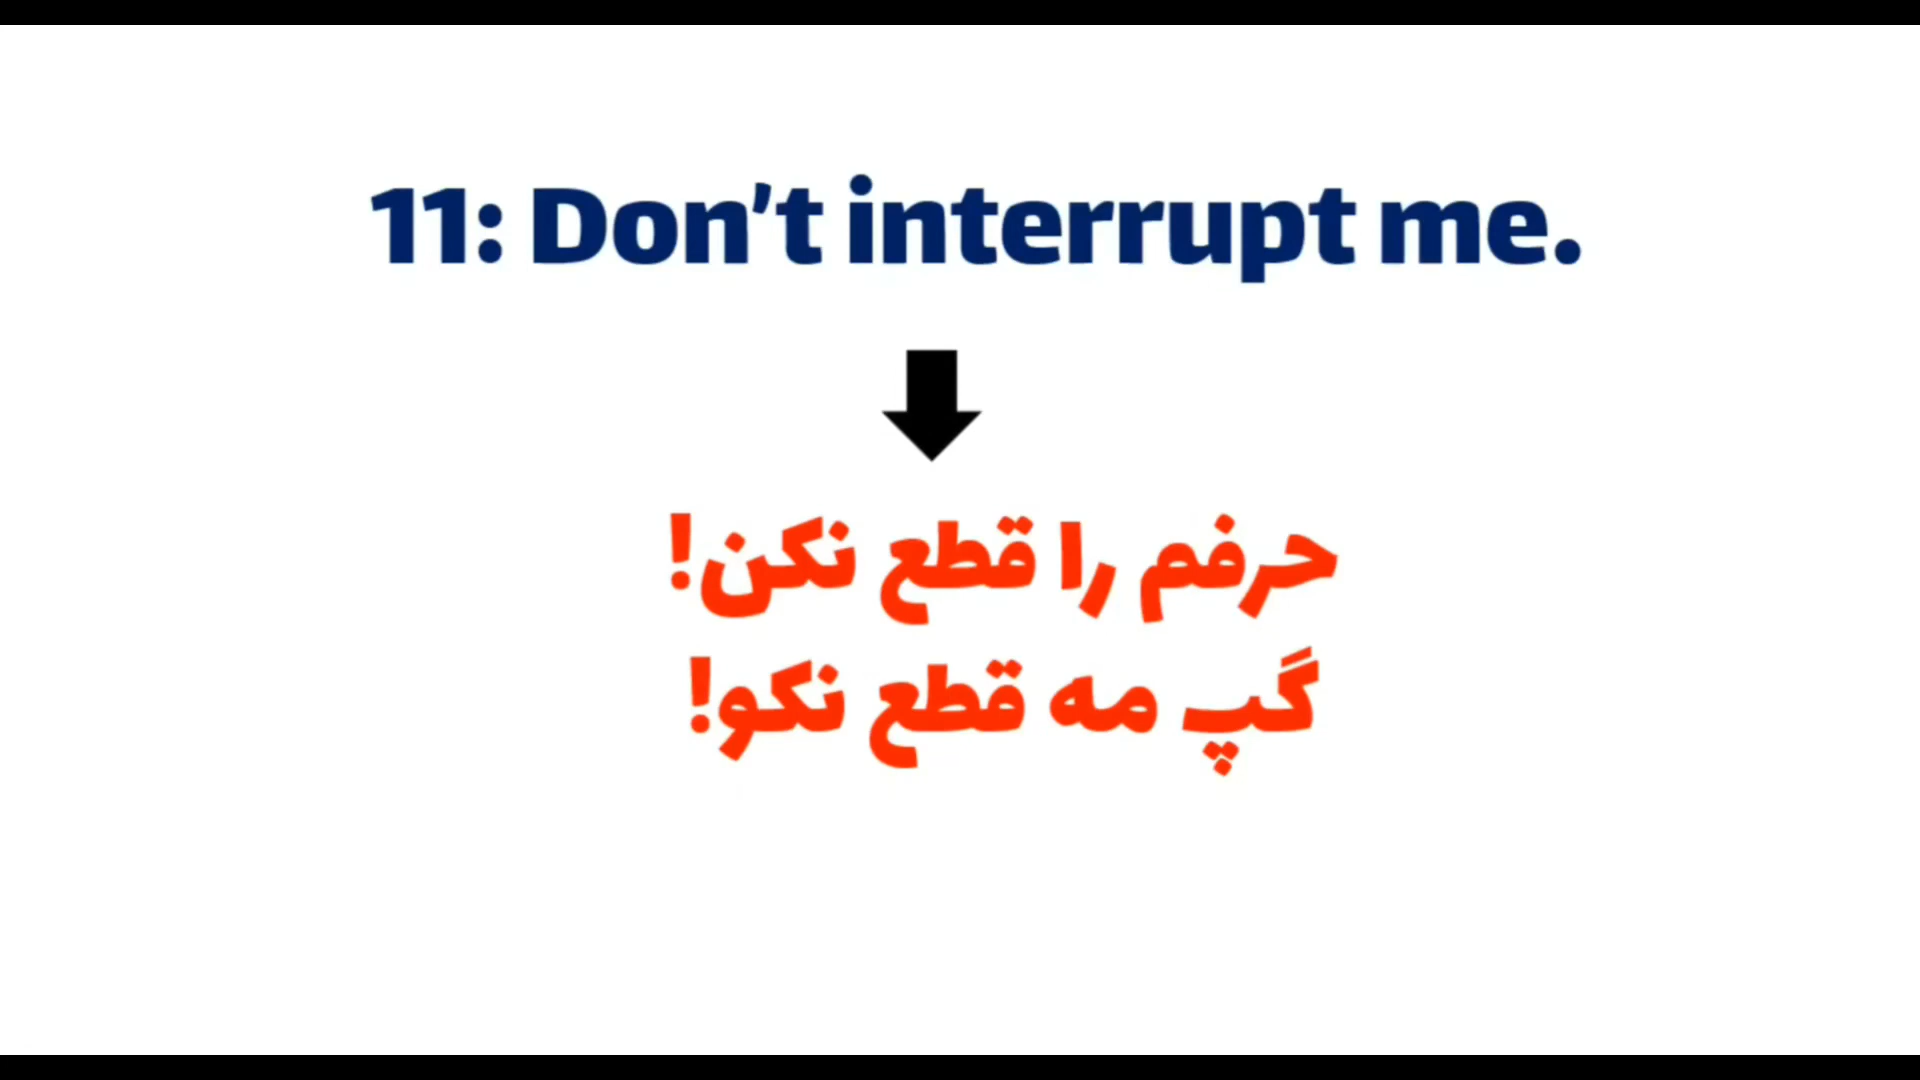 11: Don’t interrupt me.
حرفم را قطع نکن!
گپ مه قطع نکو!